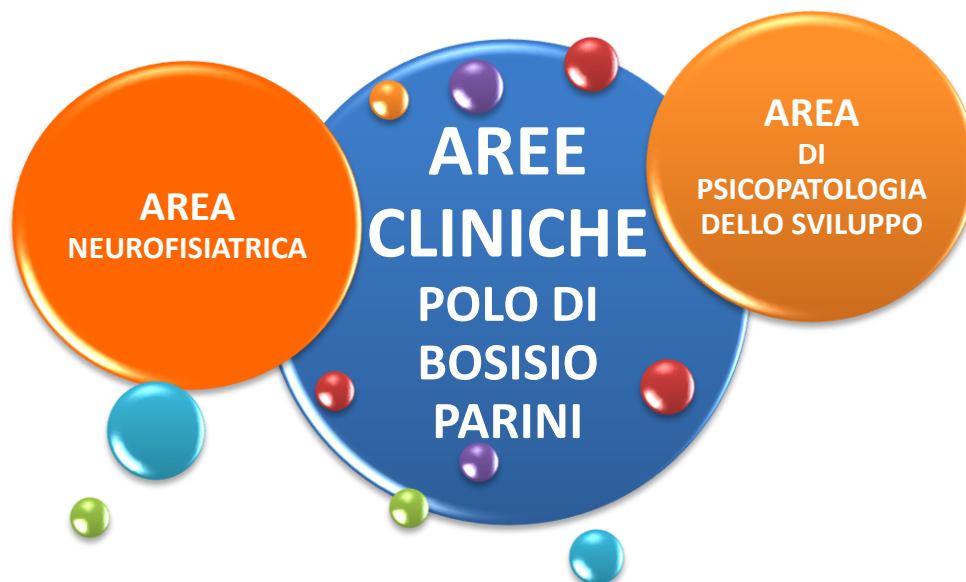 AREA
NEUROFISIATRICA
AREE
CLINICHE
POLO DI
BOSISIO
PARINI
AREA
DI
PSICOPATOLOGIA
DELLO SVILUPPO